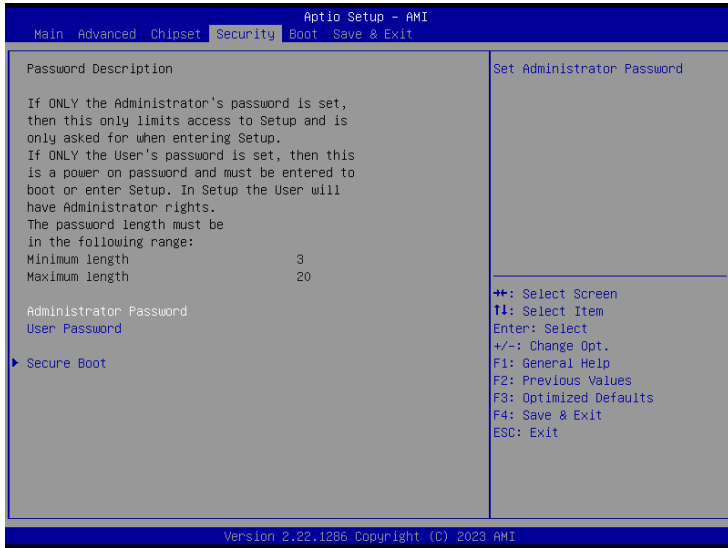 Aptio Setup – AMI
Main Advanced Chipset Security Boot Save & Exit
Password Description
If ONLY the Administrator's password is set,
then this only limits access to Setup and is
only asked for when entering Setup.
If ONLY the User's password is set, then this
is a power on password and must be entered to
boot or enter Setup. In Setup the User will
have Administrator rights.
The password length must be
in the following range:
Minimum length 3
Maximum length 20
Administrator Password
User Password
Secure Boot
Set Administrator Password
→←: Select Screen
↑↓: Select Item
Enter: Select
+/-: Change Opt.
F1: General Help
F2: Previous Values
F3: Optimized Defaults
F4: Save & Exit
ESC: Exit
Version 2.22.1286 Copyright (C) 2023 AMI